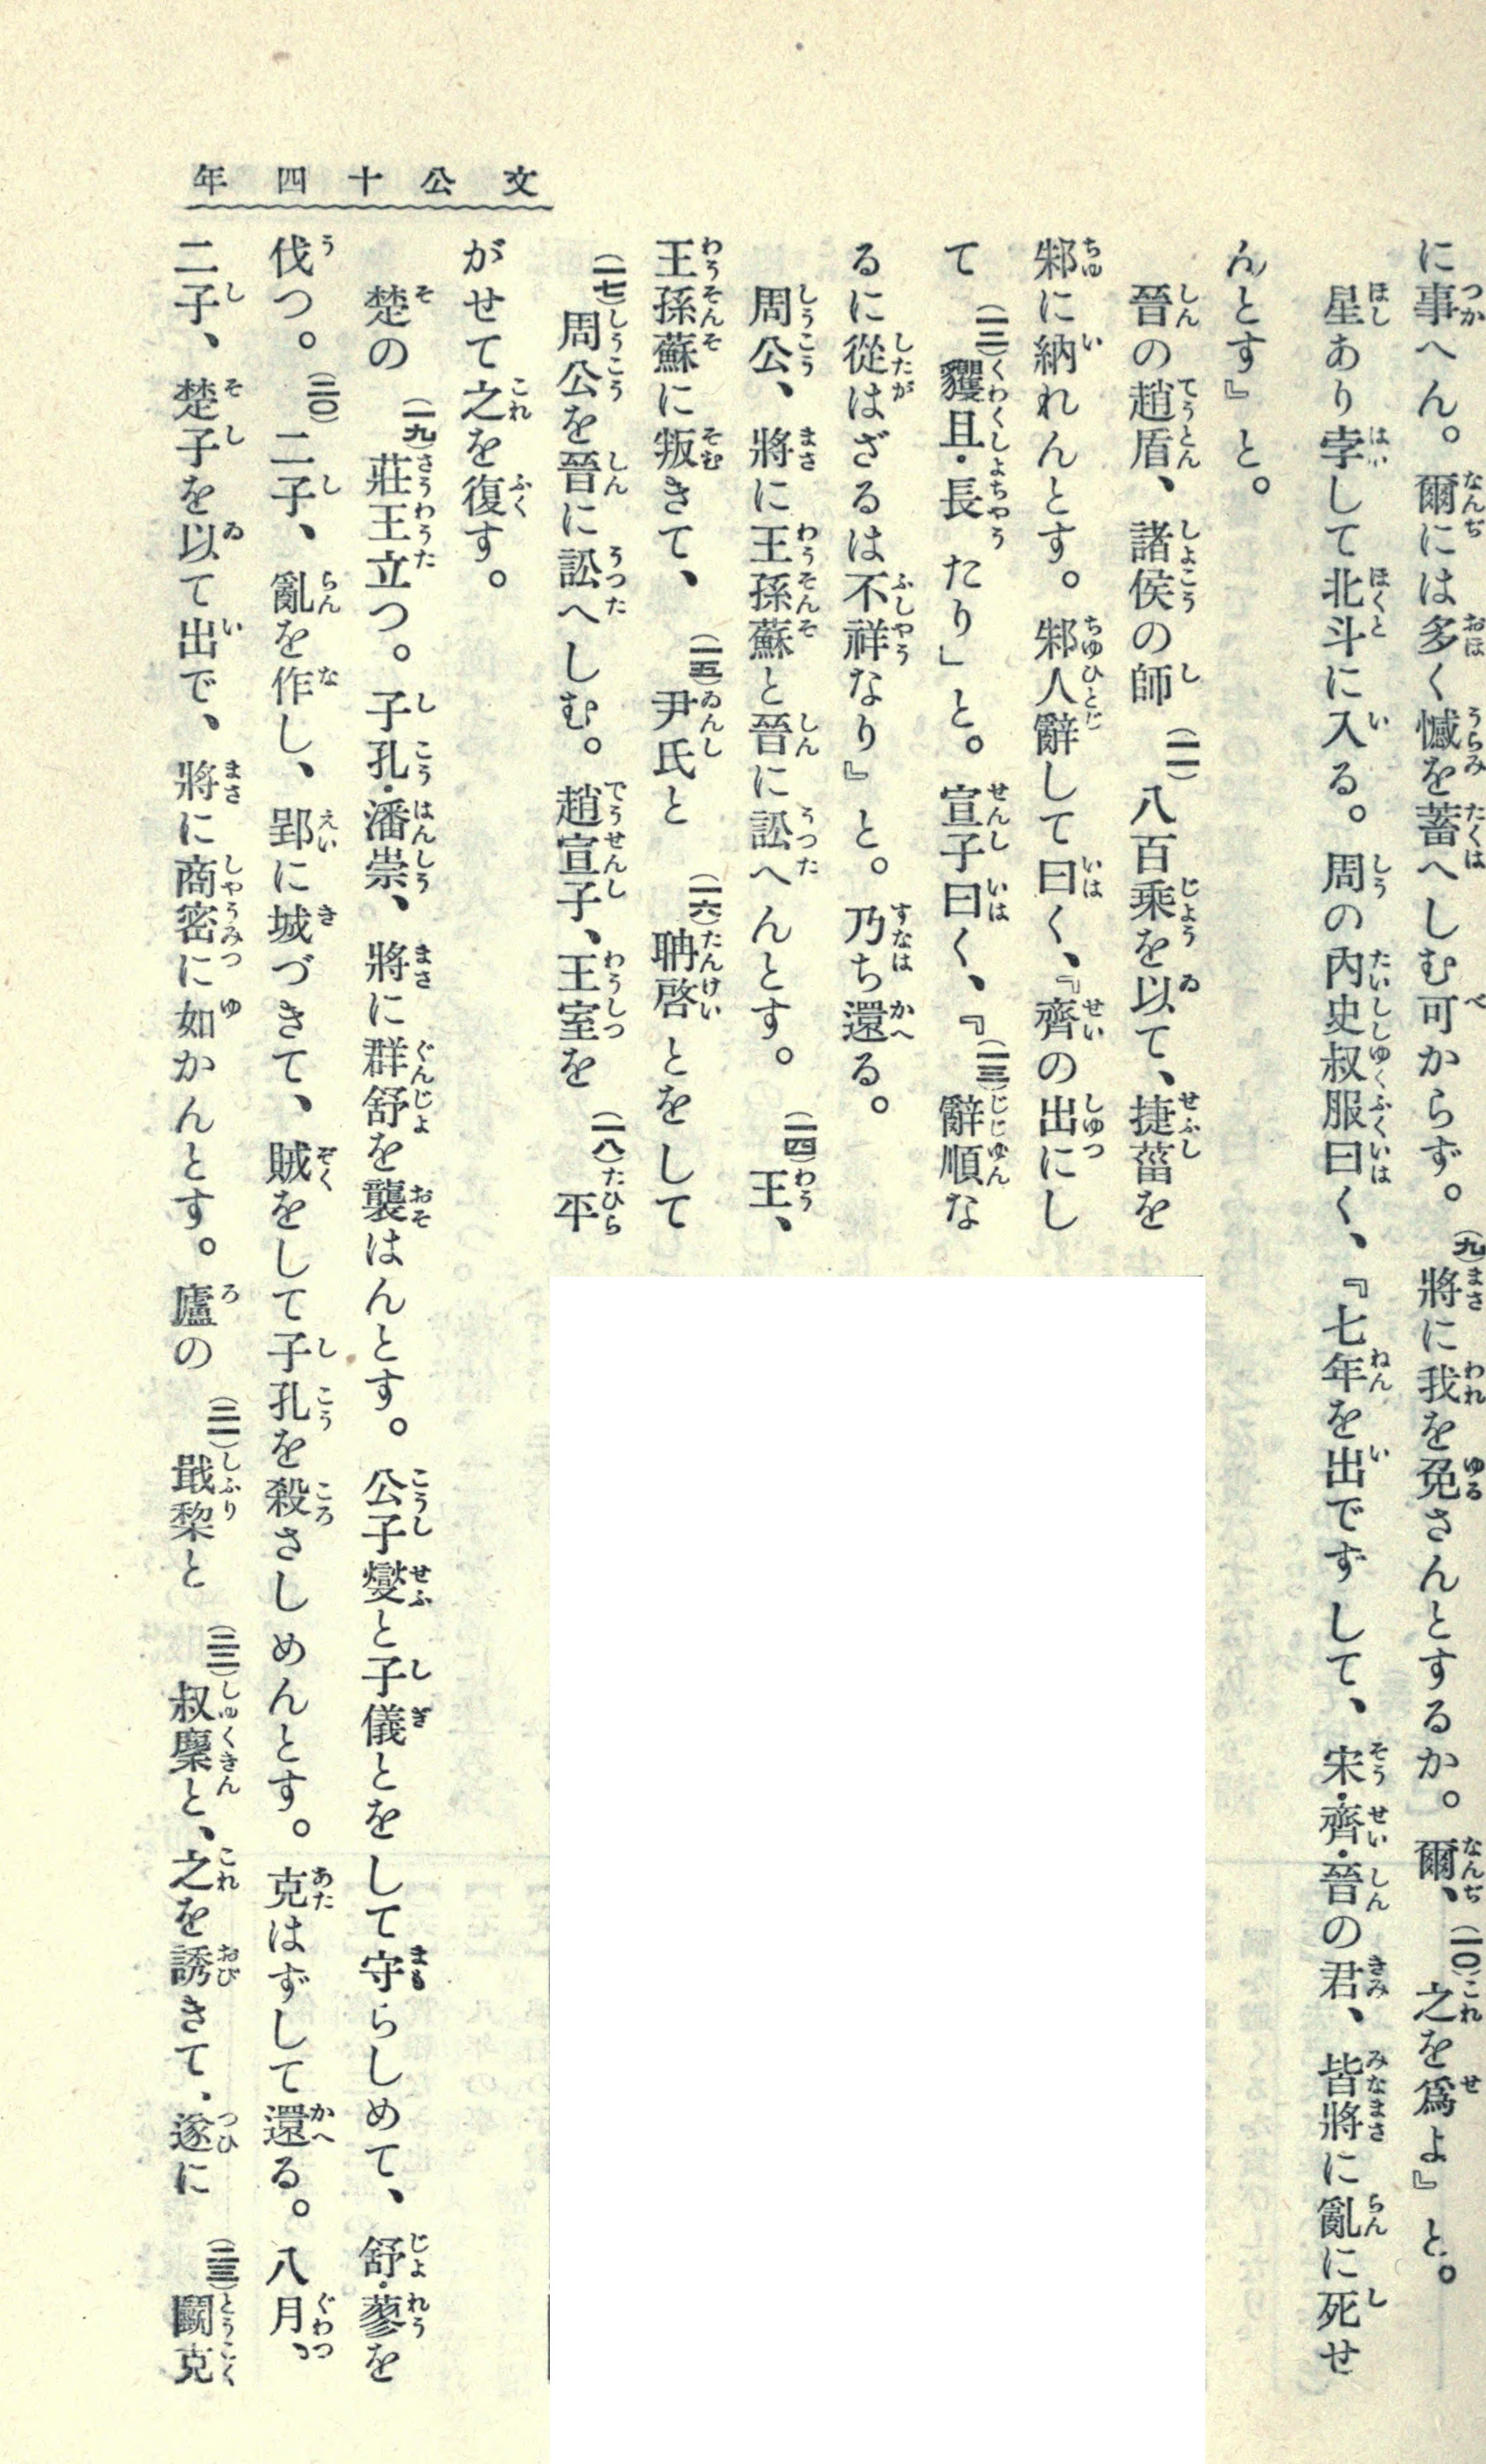 文公十四年
に事へん。爾には多く憾を蓄へしむ可からず。(九)將に我を免さんとするか。爾、(一〇)之を爲よ』と。
星あり孛して北斗に入る。周の內史叔服曰く、『七年を出でずして、宋・齊・晉の君、皆將に亂に死せ
んとす』と。
晉の趙盾、諸侯の師(一一)八百乘を以て、捷菑を
邾に納れんとす。邾人辭して曰く、『齊の出にし
て(一二)貜且・長たり」と。宣子曰く、『(一三)辭順な
るに從はざるは不祥なり』と。乃ち還る。
周公、將に王孫蘇と晉に訟へんとす。(一四)王、
王孫蘇に叛きて、(一五)尹氏と(一六)聃啓とをして
(一七)周公を晉に訟へしむ。趙宣子、王室を(一八)平
がせて之を復す。
楚の(一九)莊王立つ。子孔・潘崇、將に群舒を襲はんとす。公子燮と子儀とをして守らしめて、舒・蓼を
伐つ。(二〇)二子、亂を作し、郢に城づきて、賊をして子孔を殺さしめんとす。克はずして還る。八月、
二子、楚子を以て出で、將に商密に如かんとす。廬の(二一)戢棃と(二二)叔麇と、之を誘きて、遂に(二三)鬭克